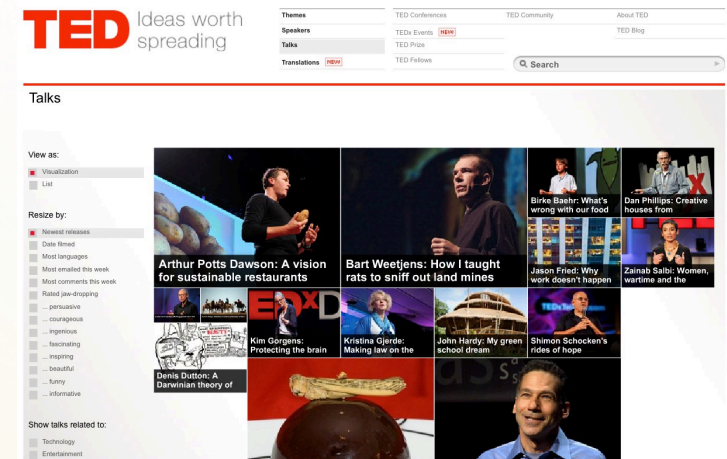 TED Ideas worth
spreading
Themes
Speakers
Talks
Translations NEW
TED Conferences
TEDx Events NEW
TED Prize
TED Fellows
TED Community
About TED
TED Blog
Search
Talks
View as:
Visualization
List
Resize by:
Newest releases
Date filmed
Most languages
Most emailed this week
Most comments this week
Rated jaw-dropping
... persuasive
... courageous
... ingenious
... fascinating
... inspiring
... beautiful
... funny
... informative
Show talks related to:
Technology
Entertainment
Arthur Potts Dawson: A vision
for sustainable restaurants
Bart Weetjens: How I taught
rats to sniff out land mines
Birke Baehr: What's
wrong with our food
Dan Phillips: Creative
houses from
Jason Fried: Why
work doesn't happen
Zainab Salbi: Women,
wartime and the
Denis Dutton: A
Darwinian theory of
Kim Gorgens:
Protecting the brain
Kristina Gjerde:
Making law on the
John Hardy: My green
school dream
Shimon Schocken's
rides of hope